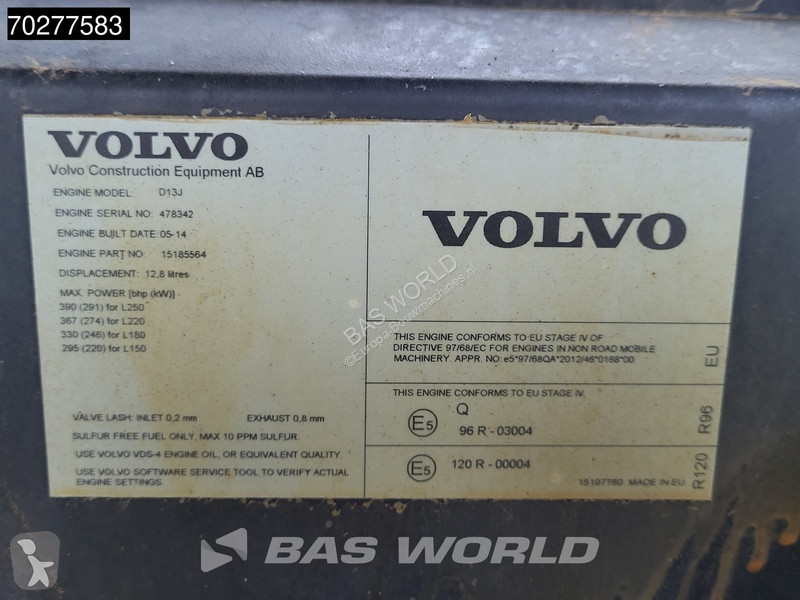 70277583
VOLVO
Volvo Construction Equipment AB
ENGINE MODEL: D13J
ENGINE SERIAL NO: 478342
ENGINE BUILT DATE: 05-14
ENGINE PART NO: 15185564
DISPLACEMENT: 12,8 litres
MAX. POWER [bhp (kW)]
390 (291) for L250
367 (274) for L220
330 (246) for L180
295 (220) for L150
VALVE LASH: INLET 0,2 mm EXHAUST 0,8 mm
SULFUR FREE FUEL ONLY, MAX 10 PPM SULFUR.
USE VOLVO VDS-4 ENGINE OIL, OR EQUIVALENT QUALITY.
USE VOLVO SOFTWARE SERVICE TOOL TO VERIFY ACTUAL
ENGINE SETTINGS.
VOLVO
THIS ENGINE CONFORMS TO EU STAGE IV OF
DIRECTIVE 97/68/EC FOR ENGINES IN NON ROAD MOBILE
MACHINERY. APPR. NO: e5*97/68QA*2012/46*0168*00
EU
THIS ENGINE CONFORMS TO EU STAGE IV.
E5
Q
96 R - 03004
R96
E5
120 R - 00004
15197760 MADE IN EU
R120
BAS WORLD
©Europa-Bouwmachines.nl
BAS WORLD